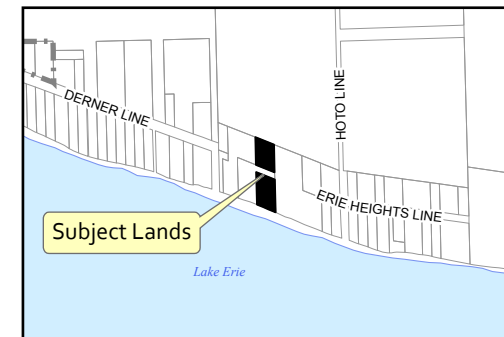 DERNER LINE
HOTO LINE
ERIE HEIGHTS LINE
Subject Lands
Lake Erie